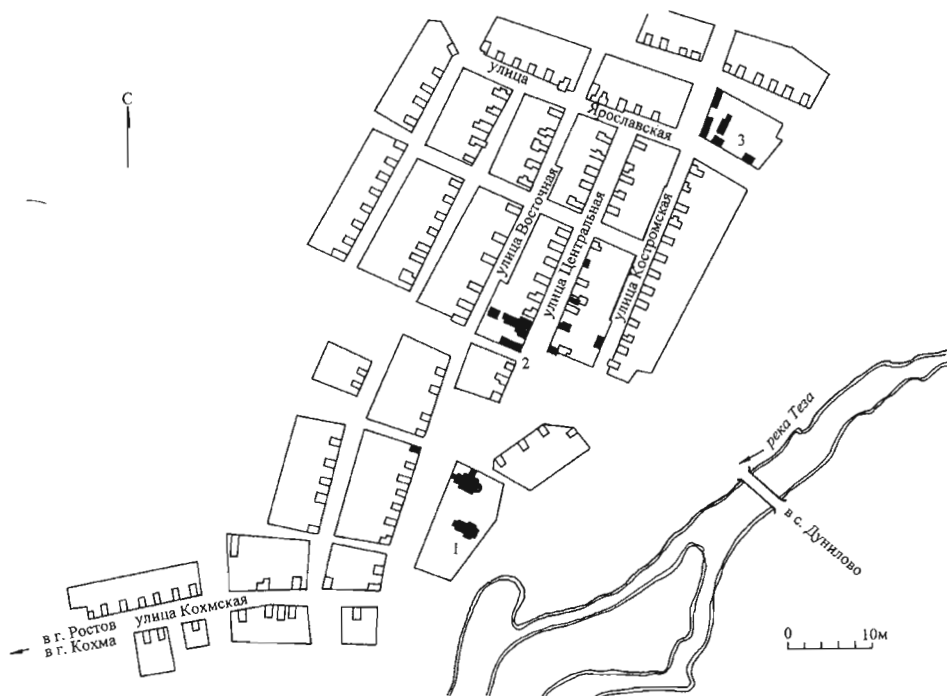 улица
Ярославская
С
3
улица Восточная
улица Центральная
улица Костромская
2
река Теза
в с. Дунилово
1
улица Кохмская
в г. Ростов
в г. Кохма
0 10м